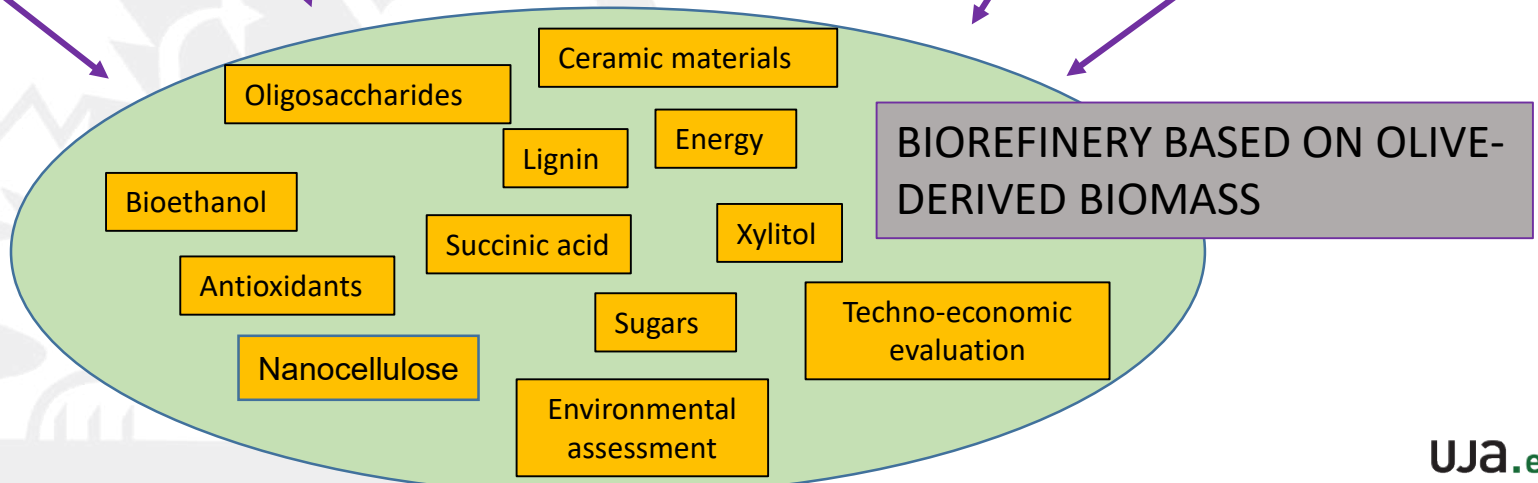 Ceramic materials
Oligosaccharides
Energy
Lignin
BIOREFINERY BASED ON OLIVE-
DERIVED BIOMASS
Bioethanol
Succinic acid
Xylitol
Antioxidants
Sugars
Techno-economic
evaluation
Nanocellulose
Environmental
assessment
uja.e